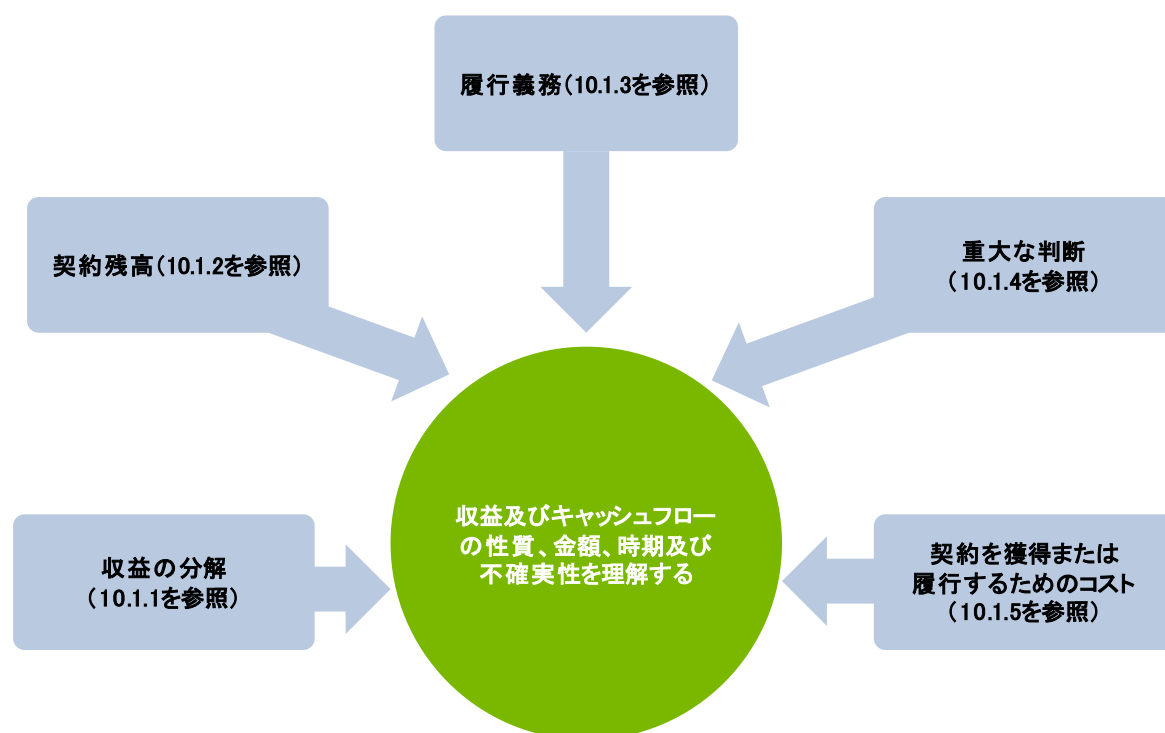 履行義務(10.1.3を参照)
契約残高(10.1.2を参照)
重大な判断
(10.1.4を参照)
収益の分解
(10.1.1を参照)
収益及びキャッシュフロー
の性質、金額、時期及び
不確実性を理解する
契約を獲得または
履行するためのコスト
(10.1.5を参照)